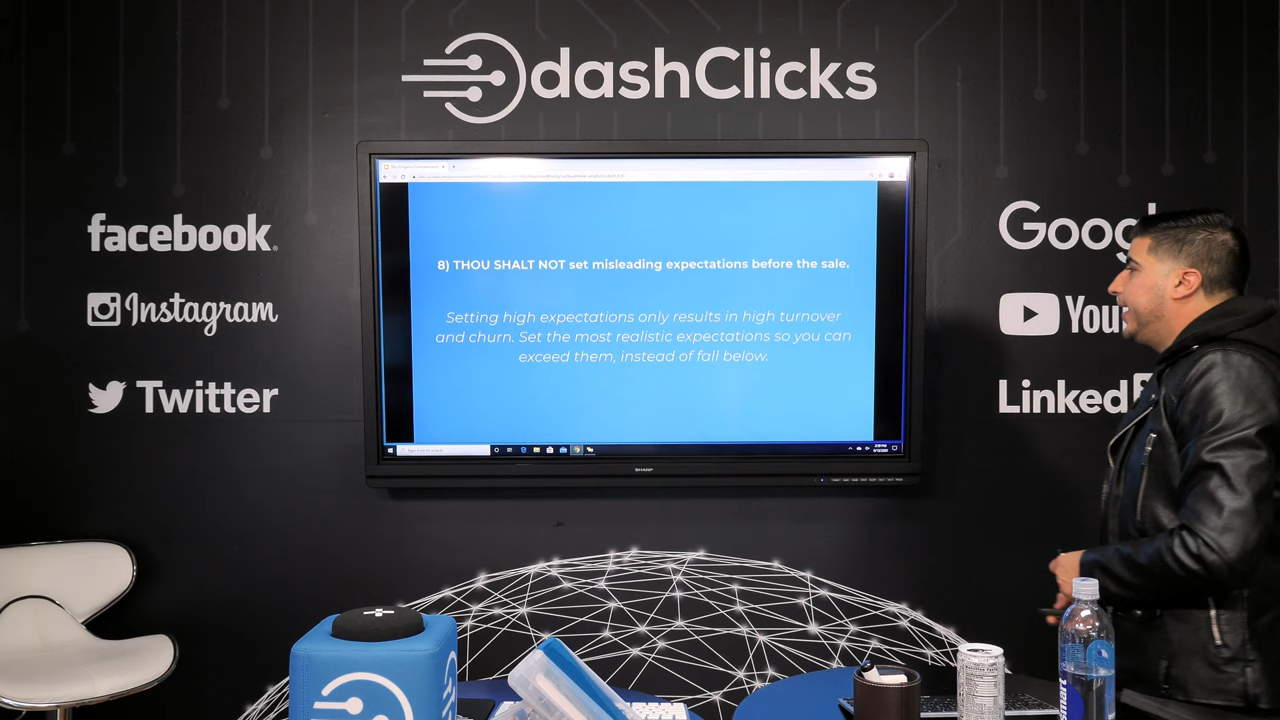 dashClicks
facebook
Instagram
Twitter
Goog
You
Linked
8) THOU SHALT NOT set misleading expectations before the sale.
Setting high expectations only results in high turnover
and churn. Set the most realistic expectations so you can
exceed them, instead of fall below.
SHARP
smart